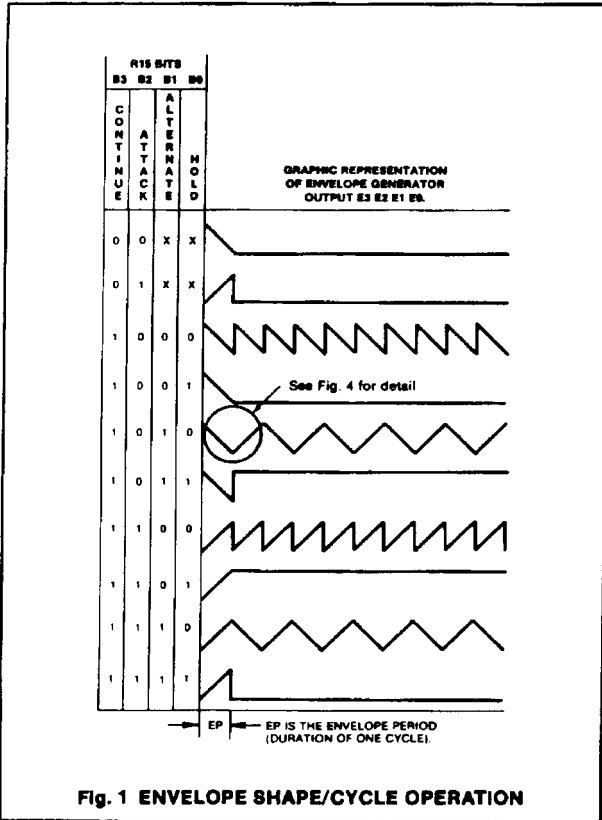 R15 BITS
B3 B2 B1 B0
CONTINUE
ATTACK
ALTERNATE
HOLD
GRAPHIC REPRESENTATION
OF ENVELOPE GENERATOR
OUTPUT E3 E2 E1 E0.
0 0 X X
0 1 X X
1 0 0 0
1 0 0 1
See Fig. 4 for detail
1 0 1 0
1 0 1 1
1 1 0 0
1 1 0 1
1 1 1 0
1 1 1 1
EP
EP IS THE ENVELOPE PERIOD
(DURATION OF ONE CYCLE).
Fig. 1 ENVELOPE SHAPE/CYCLE OPERATION